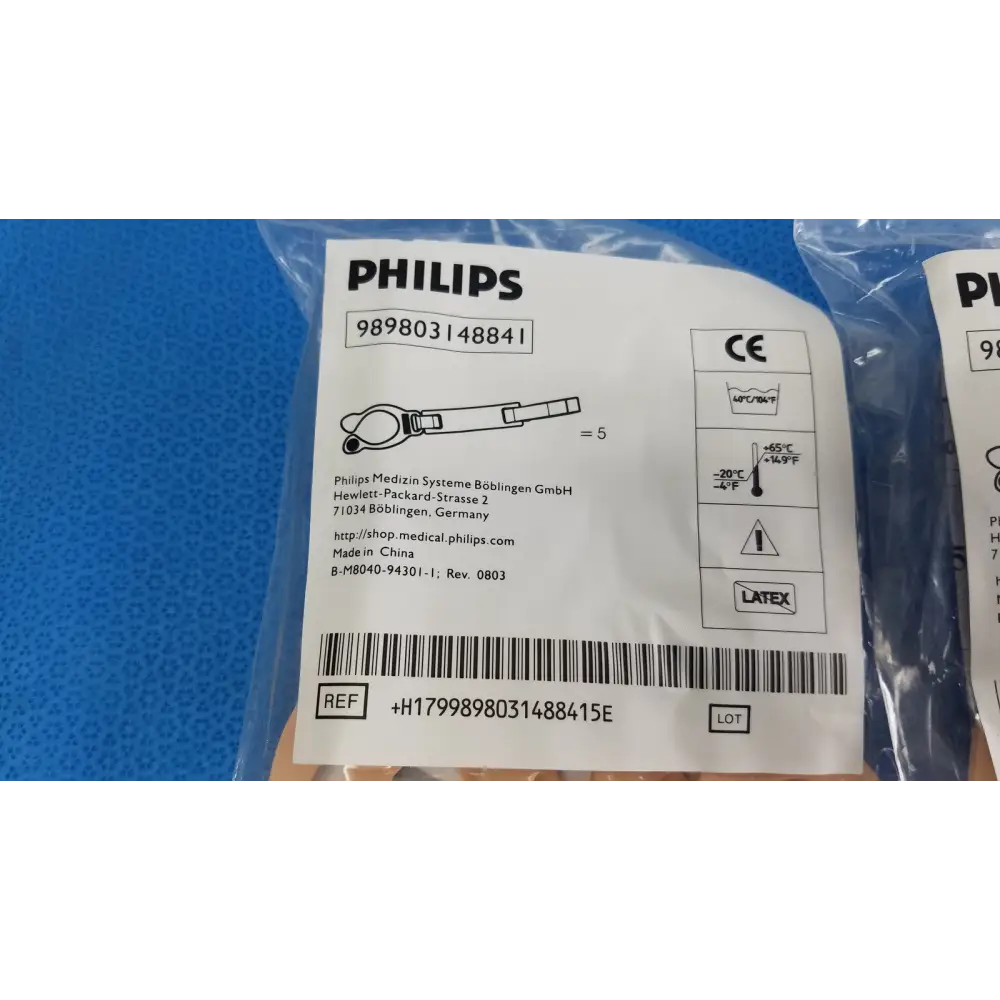 PHILIPS
989803148841
= 5
Philips Medizin Systeme Böblingen GmbH
Hewlett-Packard-Strasse 2
71034 Böblingen, Germany
http://shop.medical.philips.com
Made in China
B-M8040-94301-1; Rev. 0803
CE
40°C/104°F
+65°C
+149°F
-20°C
-4°F
!
LATEX
REF
+H1799898031488415E
LOT